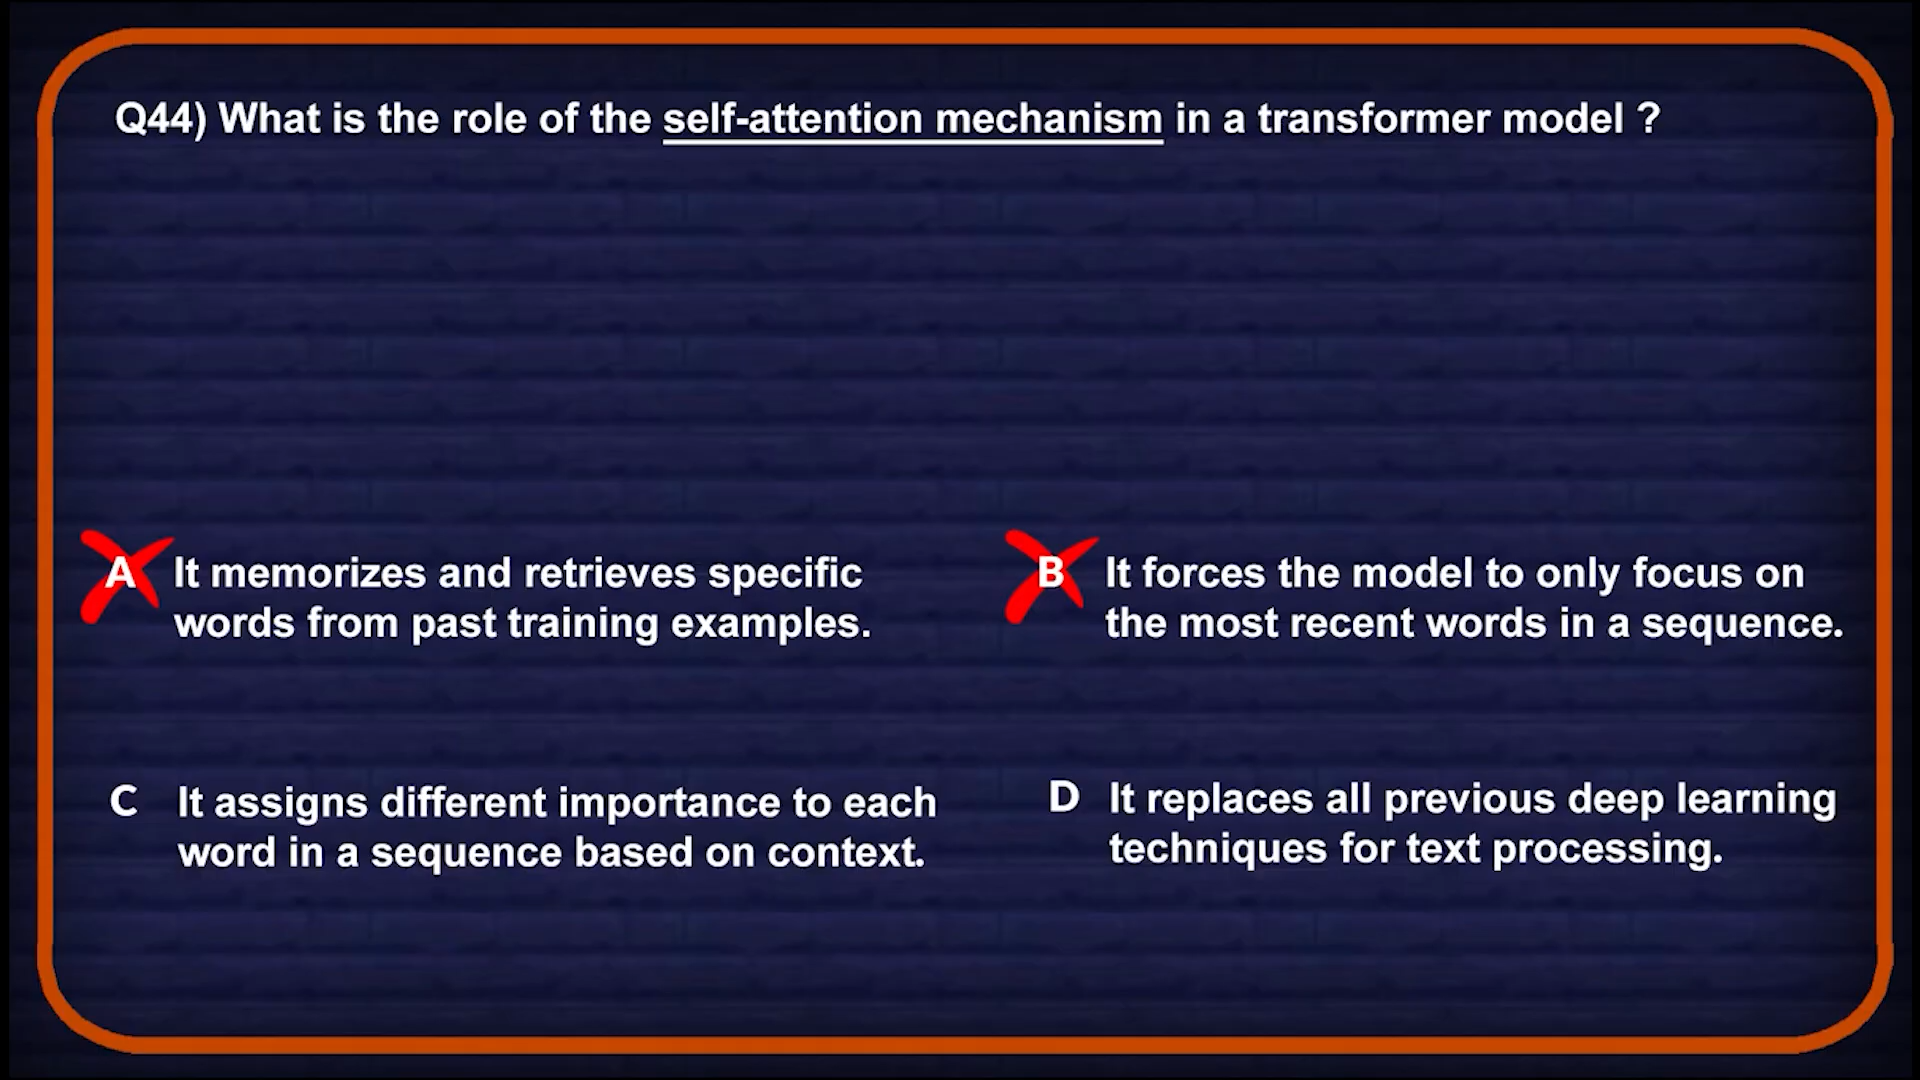 Q44) What is the role of the self-attention mechanism in a transformer model ?
A It memorizes and retrieves specific
words from past training examples.
B It forces the model to only focus on
the most recent words in a sequence.
C It assigns different importance to each
word in a sequence based on context.
D It replaces all previous deep learning
techniques for text processing.